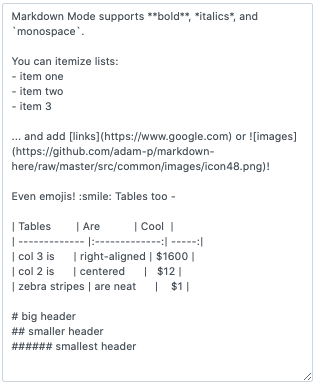 Markdown Mode supports **bold**, *italics*, and
`monospace`.
You can itemize lists:
- item one
- item two
- item 3
... and add [links](https://www.google.com) or ![images]
(https://github.com/adam-p/markdown-
here/raw/master/src/common/images/icon48.png)!
Even emojis! :smile: Tables too -
| Tables        | Are           | Cool  |
| ------------- |:-------------:| -----:|
| col 3 is      | right-aligned | $1600 |
| col 2 is      | centered      |   $12 |
| zebra stripes | are neat      |    $1 |
# big header
## smaller header
###### smallest header